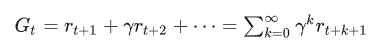 G_t = r_{t+1} + γr_{t+2} + ⋯ = ∑_{k=0}^{∞} γ^k r_{t+k+1}